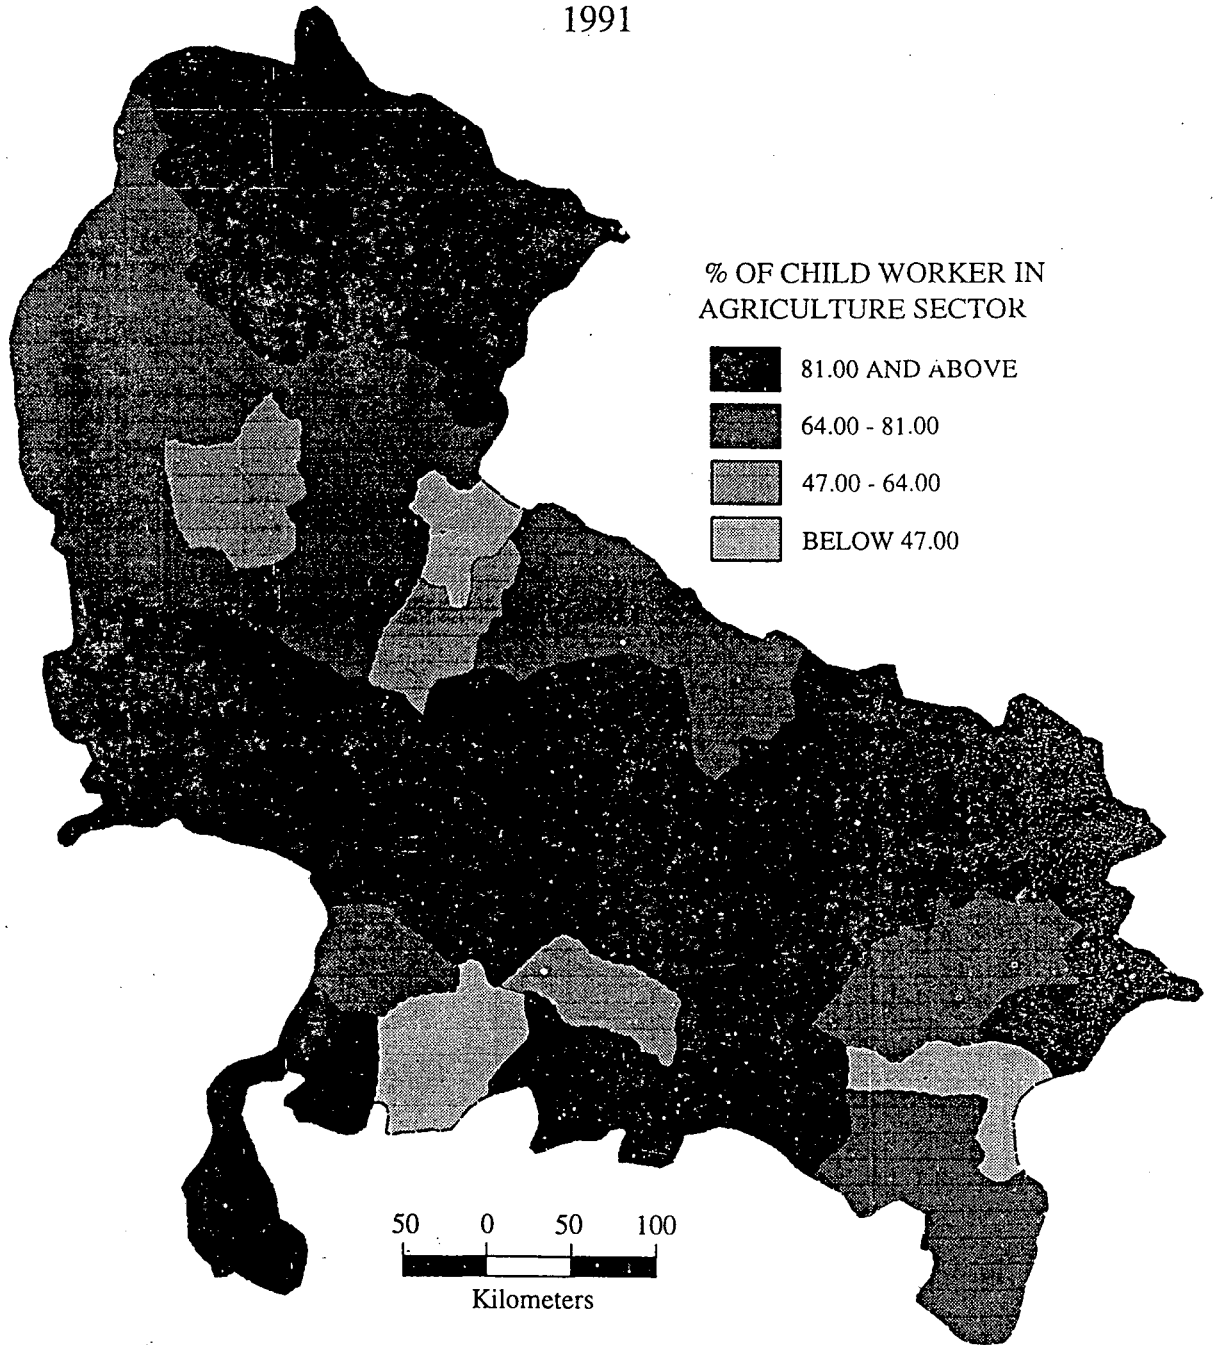 1991
% OF CHILD WORKER IN
AGRICULTURE SECTOR
81.00 AND ABOVE
64.00 - 81.00
47.00 - 64.00
BELOW 47.00
50 0 50 100
Kilometers